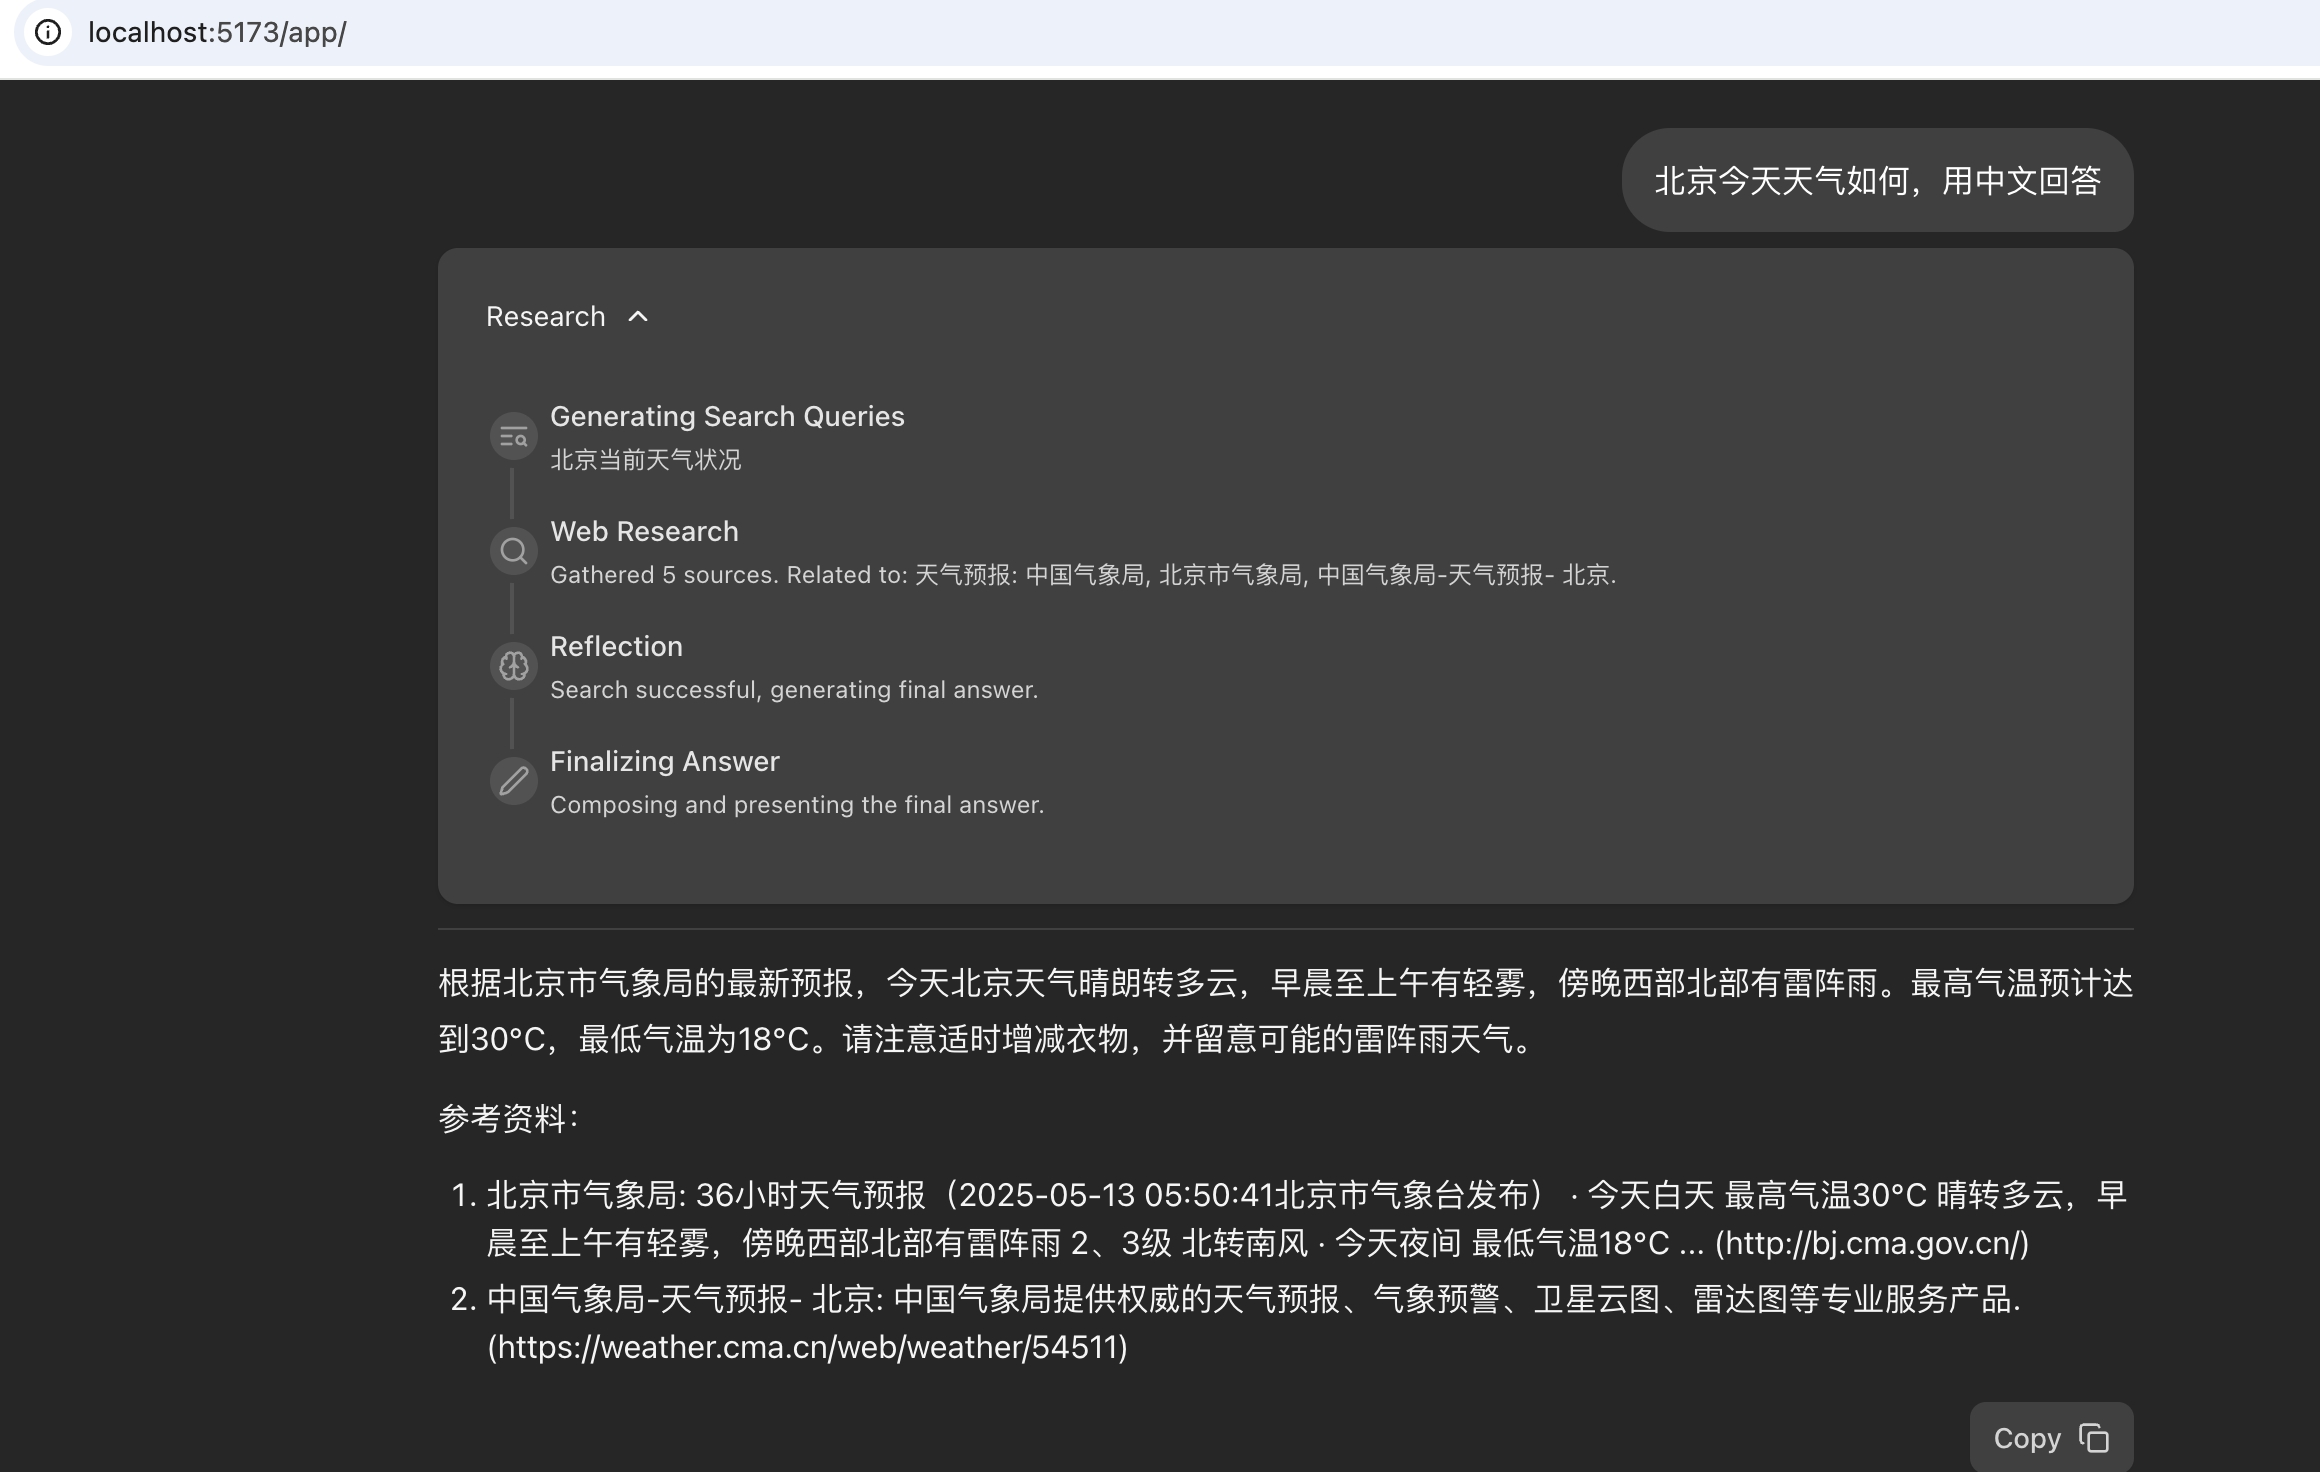 localhost:5173/app/
北京今天天气如何，用中文回答
Research
Generating Search Queries
北京当前天气状况
Web Research
Gathered 5 sources. Related to: 天气预报: 中国气象局, 北京市气象局, 中国气象局-天气预报- 北京.
Reflection
Search successful, generating final answer.
Finalizing Answer
Composing and presenting the final answer.
根据北京市气象局的最新预报，今天北京天气晴朗转多云，早晨至上午有轻雾，傍晚西部北部有雷阵雨。最高气温预计达
到30°C，最低气温为18°C。请注意适时增减衣物，并留意可能的雷阵雨天气。
参考资料：
1. 北京市气象局: 36小时天气预报（2025-05-13 05:50:41北京市气象台发布） · 今天白天 最高气温30°C 晴转多云，早
晨至上午有轻雾，傍晚西部北部有雷阵雨 2、3级 北转南风 · 今天夜间 最低气温18°C ... (http://bj.cma.gov.cn/)
2. 中国气象局-天气预报- 北京: 中国气象局提供权威的天气预报、气象预警、卫星云图、雷达图等专业服务产品.
(https://weather.cma.cn/web/weather/54511)
Copy